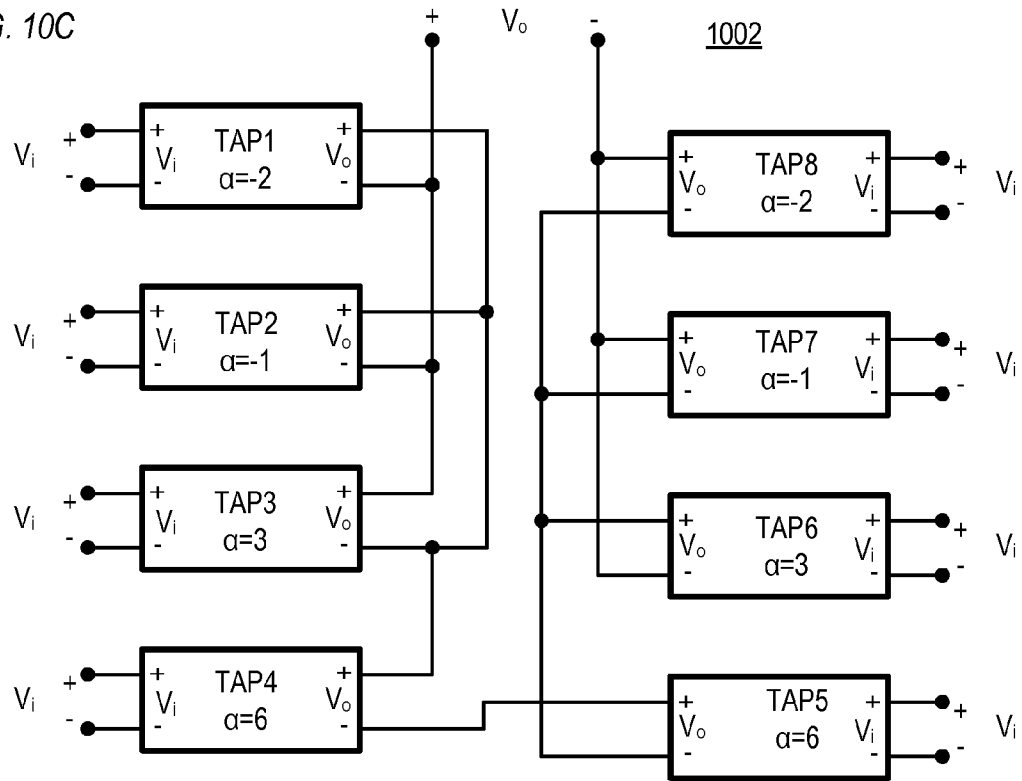 G. 10C
+ Vₒ -
1002
+ Vᵢ -
+ Vᵢ - TAP1 α=-2 + Vₒ -
+ Vₒ - TAP8 α=-2 + Vᵢ -
+ Vᵢ -
+ Vᵢ -
+ Vᵢ - TAP2 α=-1 + Vₒ -
+ Vₒ - TAP7 α=-1 + Vᵢ -
+ Vᵢ -
+ Vᵢ -
+ Vᵢ - TAP3 α=3 + Vₒ -
+ Vₒ - TAP6 α=3 + Vᵢ -
+ Vᵢ -
+ Vᵢ -
+ Vᵢ - TAP4 α=6 + Vₒ -
+ Vₒ - TAP5 α=6 + Vᵢ -
+ Vᵢ -